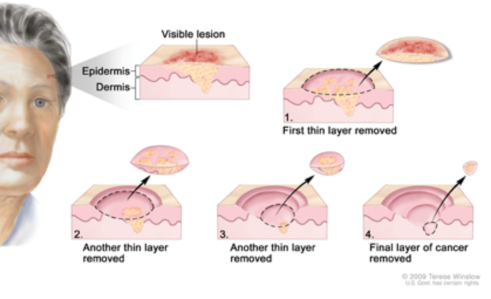 Visible lesion
Epidermis
Dermis
1.
First thin layer removed
2.
Another thin layer
removed
3.
Another thin layer
removed
4.
Final layer of cancer
removed
© 2009 Terese Winslow
U.S. Govt has certain rights